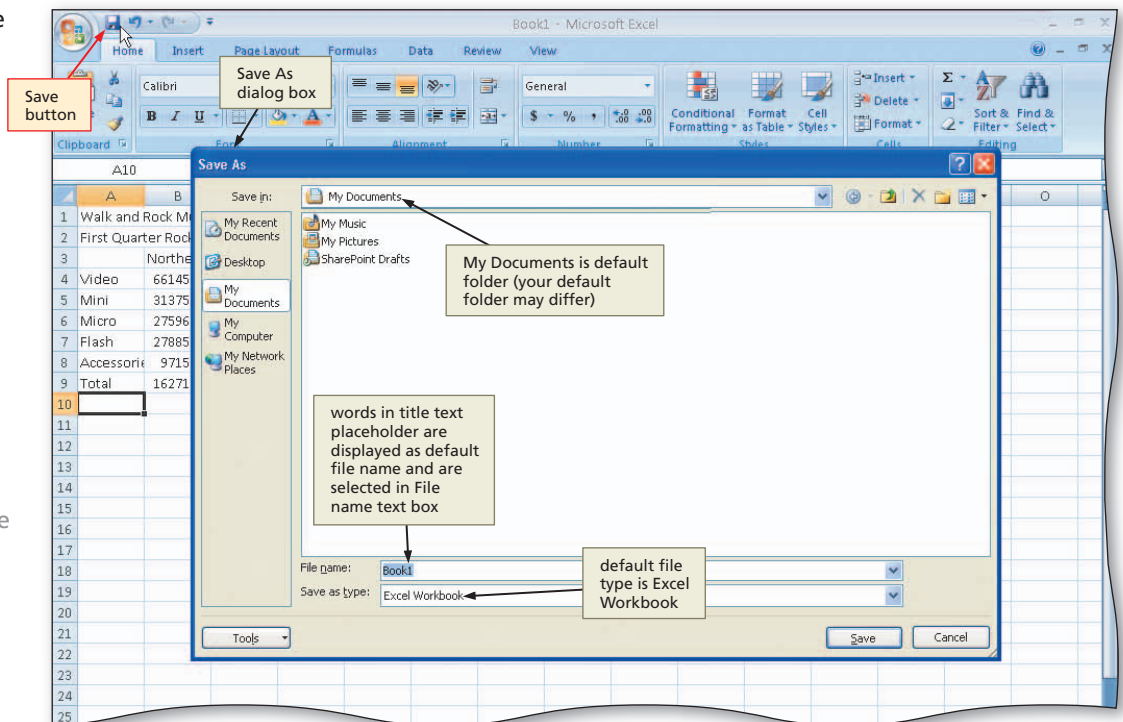 e
Book1 - Microsoft Excel
Home Insert Page Layout Formulas Data Review View
Save button
Save As
dialog box
Calibri
General
B I U
A
$ % ,
Conditional
Formatting
Format
as Table
Cell
Styles
Insert
Delete
Format
Σ
Sort &
Filter
Find &
Select
Clipboard
Font
Alignment
Number
Styles
Cells
Editing
A10
A B O
1 Walk and Rock Mu
2 First Quarter Rock
3 Northe
4 Video 66145
5 Mini 31375
6 Micro 27596
7 Flash 27885
8 Accessorie 9715
9 Total 16271
10
11
12
13
14
15
16
17
18
19
20
21
22
23
24
25
Save As
Save in:
My Documents
My Recent
Documents
Desktop
My
Documents
My
Computer
My Network
Places
My Music
My Pictures
SharePoint Drafts
My Documents is default
folder (your default
folder may differ)
words in title text
placeholder are
displayed as default
file name and are
selected in File
name text box
File name: Book1
Save as type: Excel Workbook
default file
type is Excel
Workbook
Tools
Save
Cancel
e